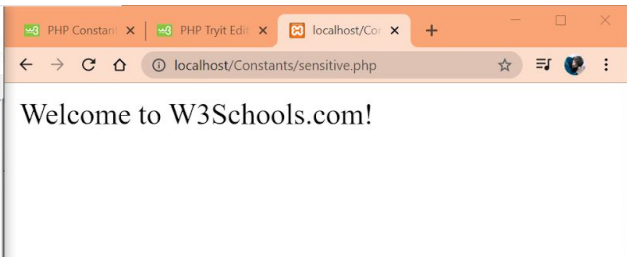 PHP Constant
PHP Tryit Edit
localhost/Con
localhost/Constants/sensitive.php
Welcome to W3Schools.com!